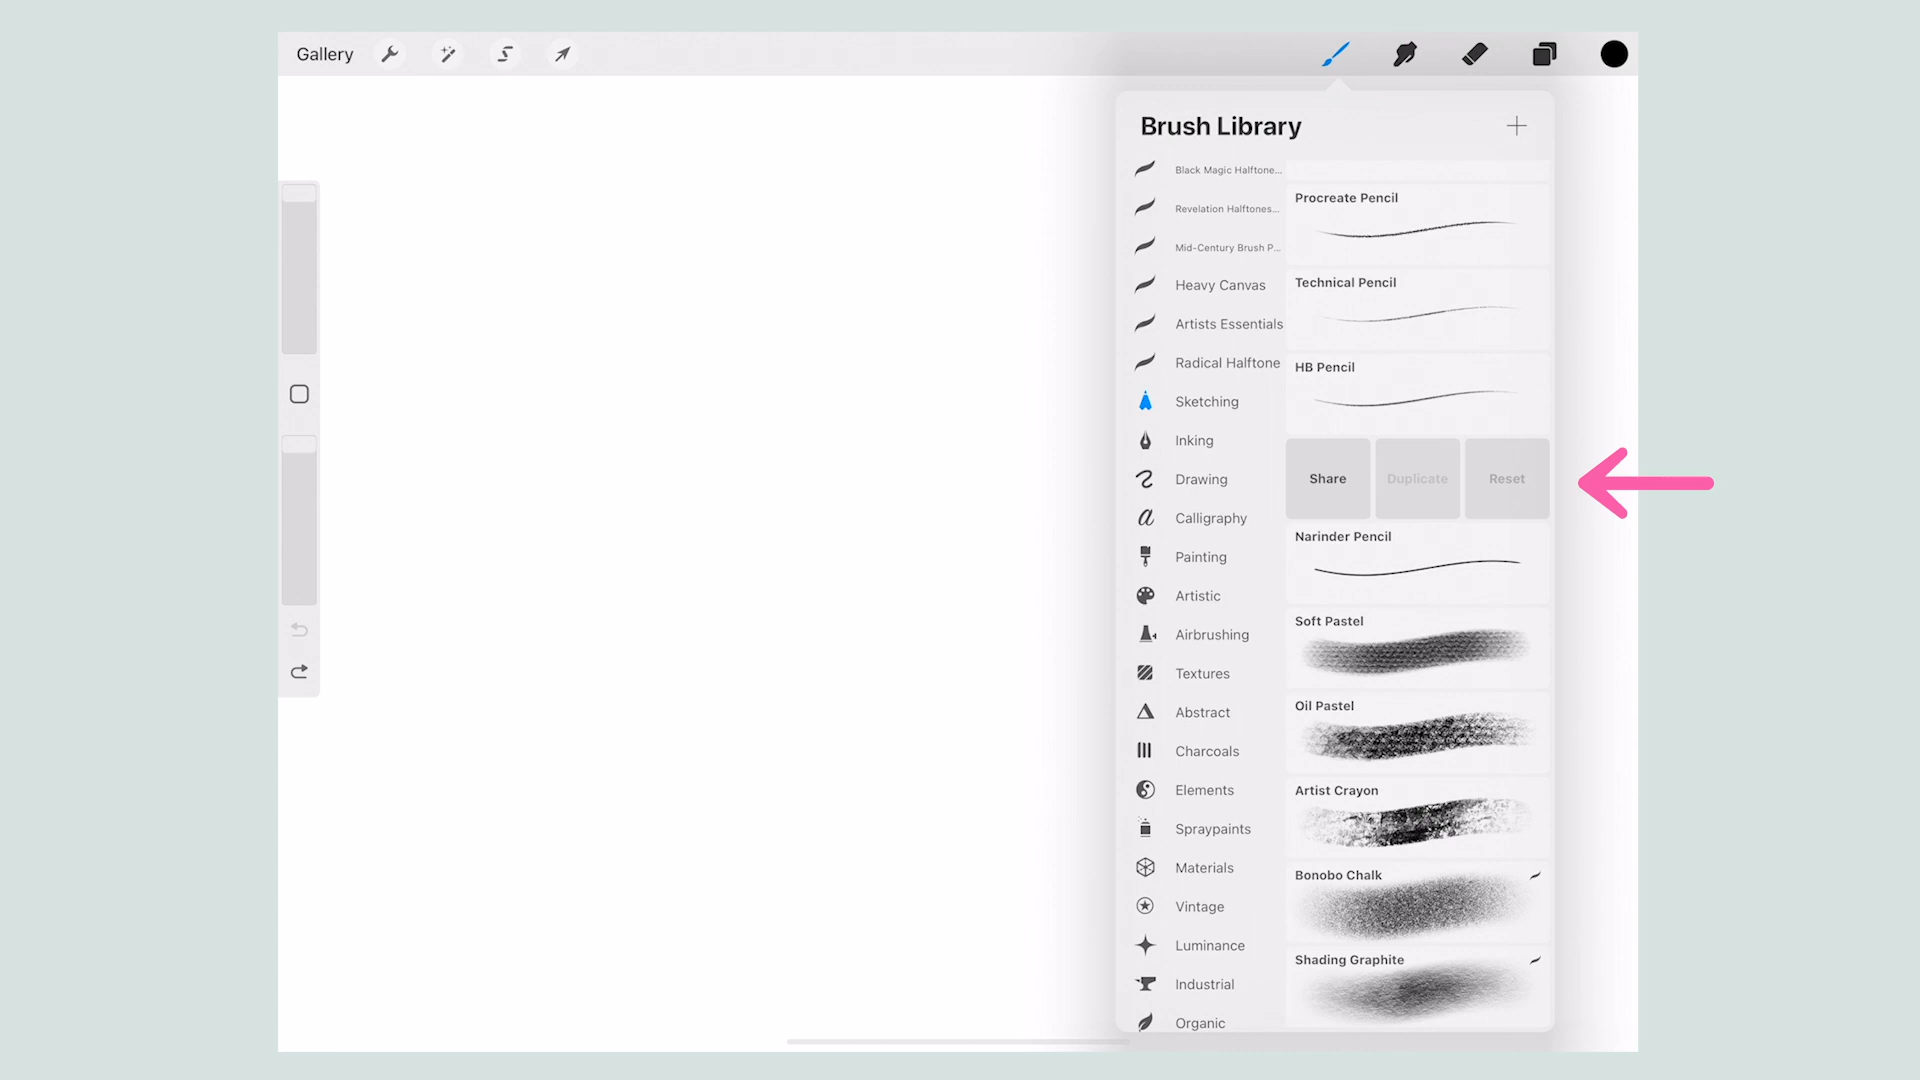 Gallery
Brush Library
Black Magic Halftone...
Revelation Halftones...
Mid-Century Brush P...
Heavy Canvas
Artists Essentials
Radical Halftone
Sketching
Inking
Drawing
Calligraphy
Painting
Artistic
Airbrushing
Textures
Abstract
Charcoals
Elements
Spraypaints
Materials
Vintage
Luminance
Industrial
Organic
Procreate Pencil
Technical Pencil
HB Pencil
Share Duplicate Reset
Narinder Pencil
Soft Pastel
Oil Pastel
Artist Crayon
Bonobo Chalk
Shading Graphite